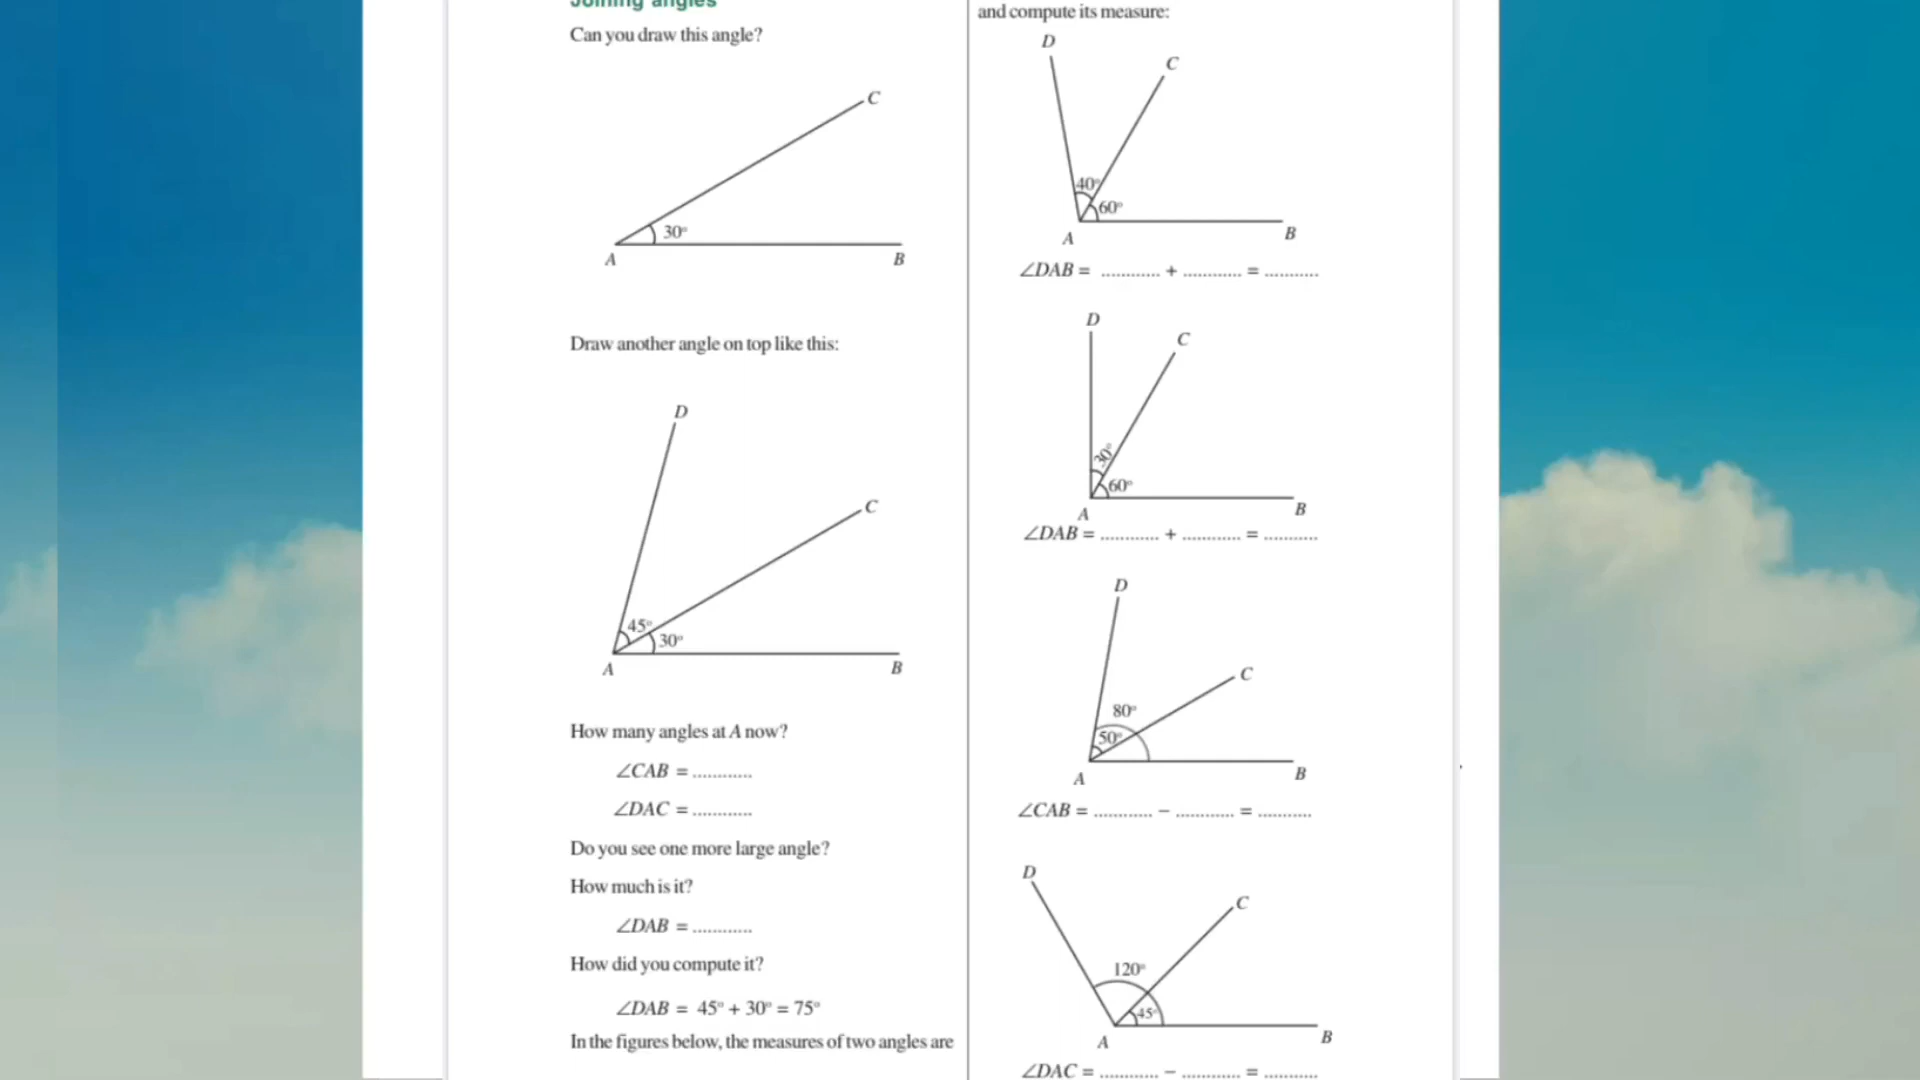 Joining angles
Can you draw this angle?
C
30°
A
B
Draw another angle on top like this:
D
C
45°
30°
A
B
How many angles at A now?
∠CAB = ............
∠DAC = ............
Do you see one more large angle?
How much is it?
∠DAB = ............
How did you compute it?
∠DAB = 45° + 30° = 75°
In the figures below, the measures of two angles are
and compute its measure:
D
C
40°
60°
A
B
∠DAB = ............ + ............ = ...........
D
C
30°
60°
A
B
∠DAB = ............ + ............ = ...........
D
C
80°
50°
A
B
∠CAB = ............ − ............ = ...........
D
C
120°
45°
A
B
∠DAC = ............ − ............ = ...........